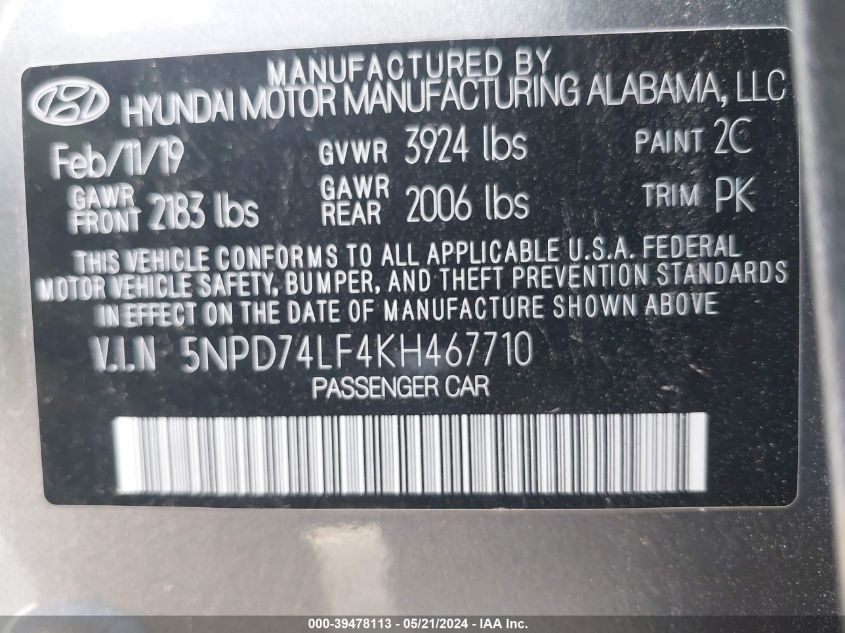 MANUFACTURED BY
HYUNDAI MOTOR MANUFACTURING ALABAMA, LLC
Feb/11/19 GVWR 3924 lbs PAINT 2C
GAWR FRONT 2183 lbs GAWR REAR 2006 lbs TRIM PK
THIS VEHICLE CONFORMS TO ALL APPLICABLE U.S.A. FEDERAL
MOTOR VEHICLE SAFETY, BUMPER, AND THEFT PREVENTION STANDARDS
IN EFFECT ON THE DATE OF MANUFACTURE SHOWN ABOVE
V.I.N 5NPD74LF4KH467710
PASSENGER CAR
000-39478113 - 05/21/2024 - IAA Inc.